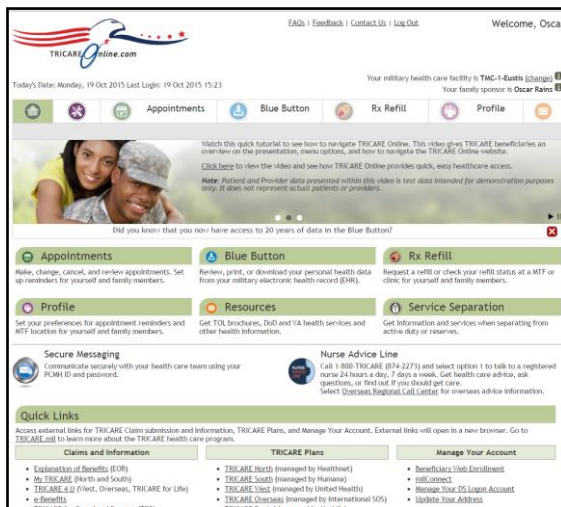 FAQs | Feedback | Contact Us | Log Out
Welcome, Osca
TRICAREOnline.com
Today's Date: Monday, 19 Oct 2015 Last Login: 19 Oct 2015 15:23
Your military health care facility is TMC-1-Eustis (change)
Your family sponsor is Oscar Rains
Appointments
Blue Button
Rx Refill
Profile
Watch this quick tutorial to see how to navigate TRICARE Online. This video gives TRICARE beneficiaries an
overview on the presentation, menu options, and how to navigate the TRICARE Online website.
Click here to view the video and see how TRICARE Online provides quick, easy healthcare access.
Note: Patient and Provider data presented within this video is test data intended for demonstration purposes
only. It does not represent actual patients or providers.
Did you know that you now have access to 20 years of data in the Blue Button?
Appointments
Make, change, cancel, and review appointments. Set
up reminders for yourself and family members.
Blue Button
Review, print, or download your personal health data
from your military electronic health record (EHR).
Rx Refill
Request a refill or check your refill status at a MTF or
clinic for yourself and family members.
Profile
Set your preferences for appointment reminders and
MTF location for yourself and family members.
Resources
Get TOL brochures, DoD and VA health services and
other health information.
Service Separation
Get information and services when separating from
active duty or reserves.
Secure Messaging
Communicate securely with your health care team using your
PCMH ID and password.
Nurse Advice Line
Call 1-800-TRICARE (874-2273) and select option 1 to talk to a registered
nurse 24 hours a day, 7 days a week. Get health care advice, ask
questions, or find out if you should get care.
Select Overseas Regional Call Center for overseas advice information.
Quick Links
Access external links for TRICARE Claim submission and Information, TRICARE Plans, and Manage Your Account. External links will open in a new window. Go to
TRICARE.mil to learn more about the TRICARE health care program.
Claims and Information
Explanation of Benefits (EOB)
My TRICARE (North and South)
TRICARE 4 U (West, Overseas, TRICARE for Life)
e-Benefits
TRICARE Plans
TRICARE North (managed by Healthnet)
TRICARE South (managed by Humana)
TRICARE West (managed by United Health)
TRICARE Overseas (managed by International SOS)
Manage Your Account
Beneficiary Web Enrollment
milConnect
Manage Your DS Logon Account
Update Your Address